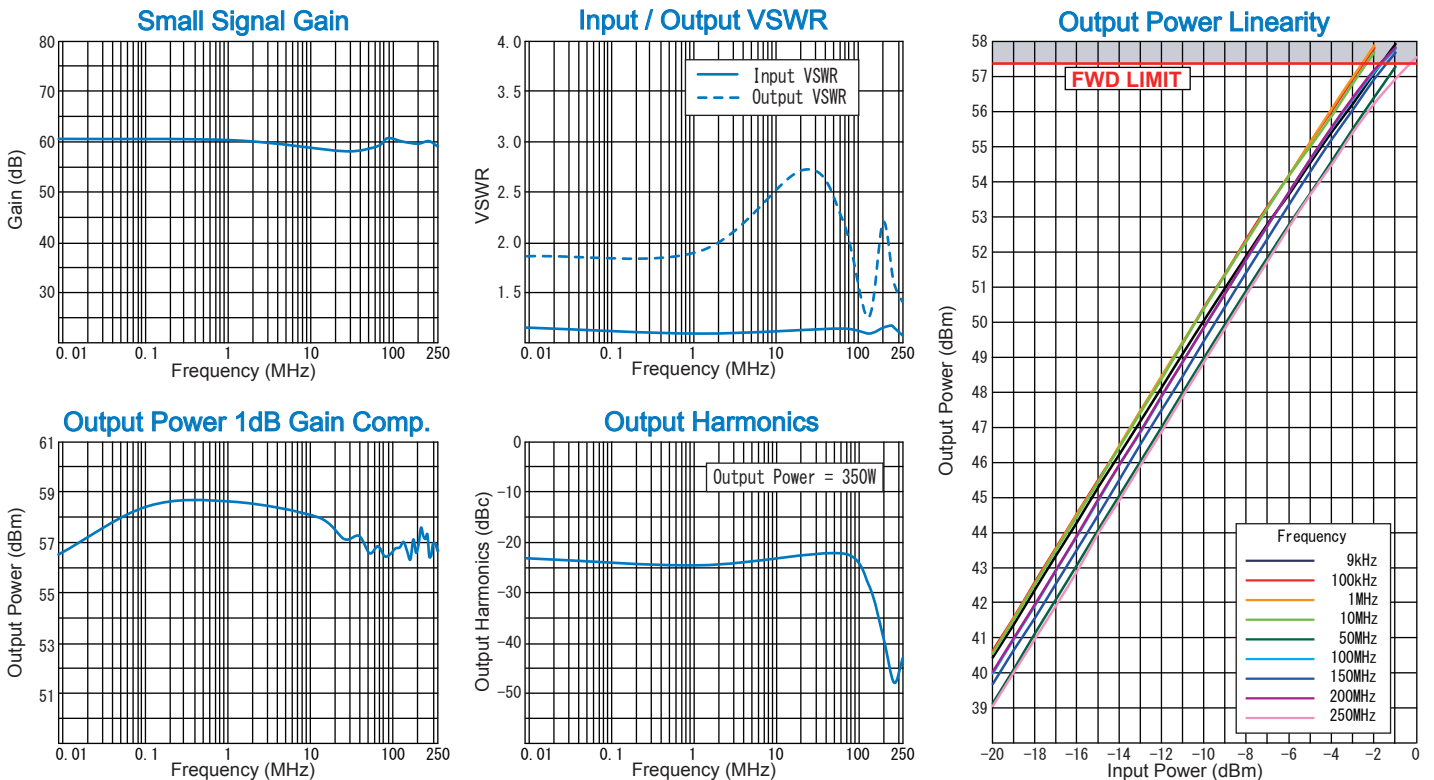 Small Signal Gain
80
70
60
50
40
30
Gain (dB)
0.01 0.1 1 10 100 250
Frequency (MHz)
Input / Output VSWR
Input VSWR
Output VSWR
4.0
3.5
3.0
2.5
2.0
1.5
VSWR
0.01 0.1 1 10 100 250
Frequency (MHz)
Output Power 1dB Gain Comp.
61
59
57
55
53
51
Output Power (dBm)
0.01 0.1 1 10 100 250
Frequency (MHz)
Output Harmonics
Output Power = 350W
0
-10
-20
-30
-40
-50
Output Harmonics (dBc)
0.01 0.1 1 10 100 250
Frequency (MHz)
Output Power Linearity
FWD LIMIT
58
57
56
55
54
53
52
51
50
49
48
47
46
45
44
43
42
41
40
39
Output Power (dBm)
Frequency
9kHz
100kHz
1MHz
10MHz
50MHz
100MHz
150MHz
200MHz
250MHz
-20 -18 -16 -14 -12 -10 -8 -6 -4 -2 0
Input Power (dBm)